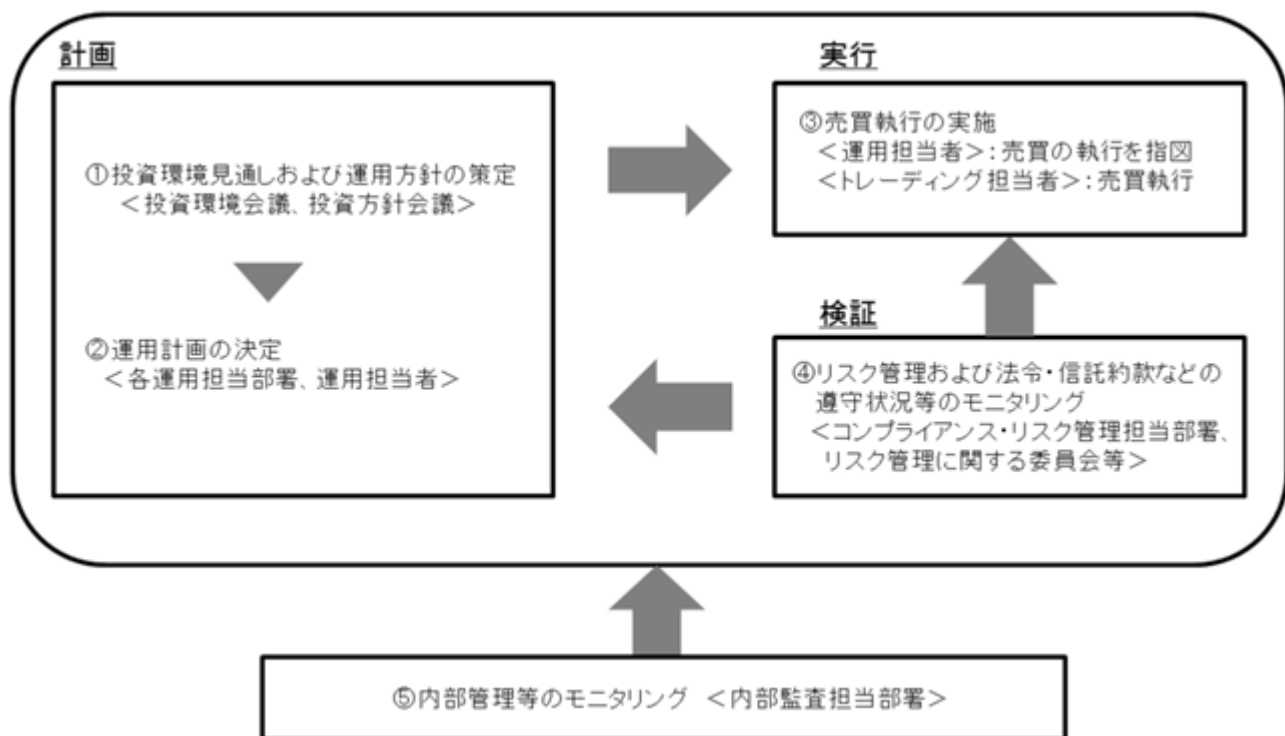 計画
①投資環境見通しおよび運用方針の策定
<投資環境会議、投資方針会議>
②運用計画の決定
<各運用担当部署、運用担当者>
実行
③売買執行の実施
<運用担当者>:売買の執行を指図
<トレーディング担当者>:売買執行
検証
④リスク管理および法令・信託約款などの
遵守状況等のモニタリング
<コンプライアンス・リスク管理担当部署、
リスク管理に関する委員会等>
⑤内部管理等のモニタリング <内部監査担当部署>